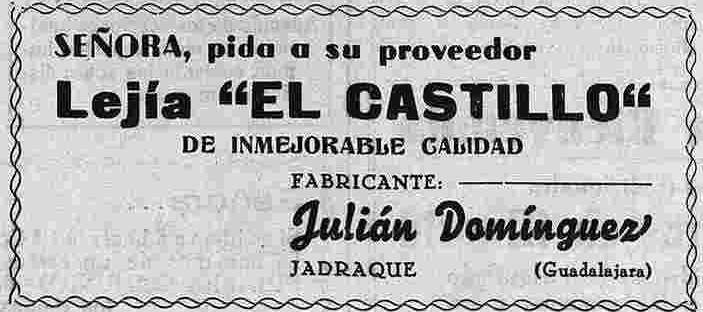 SEÑORA, pida a su proveedor
Lejía “EL CASTILLO“
DE INMEJORABLE CALIDAD
FABRICANTE:
Julián Domínguez
JADRAQUE (Guadalajara)